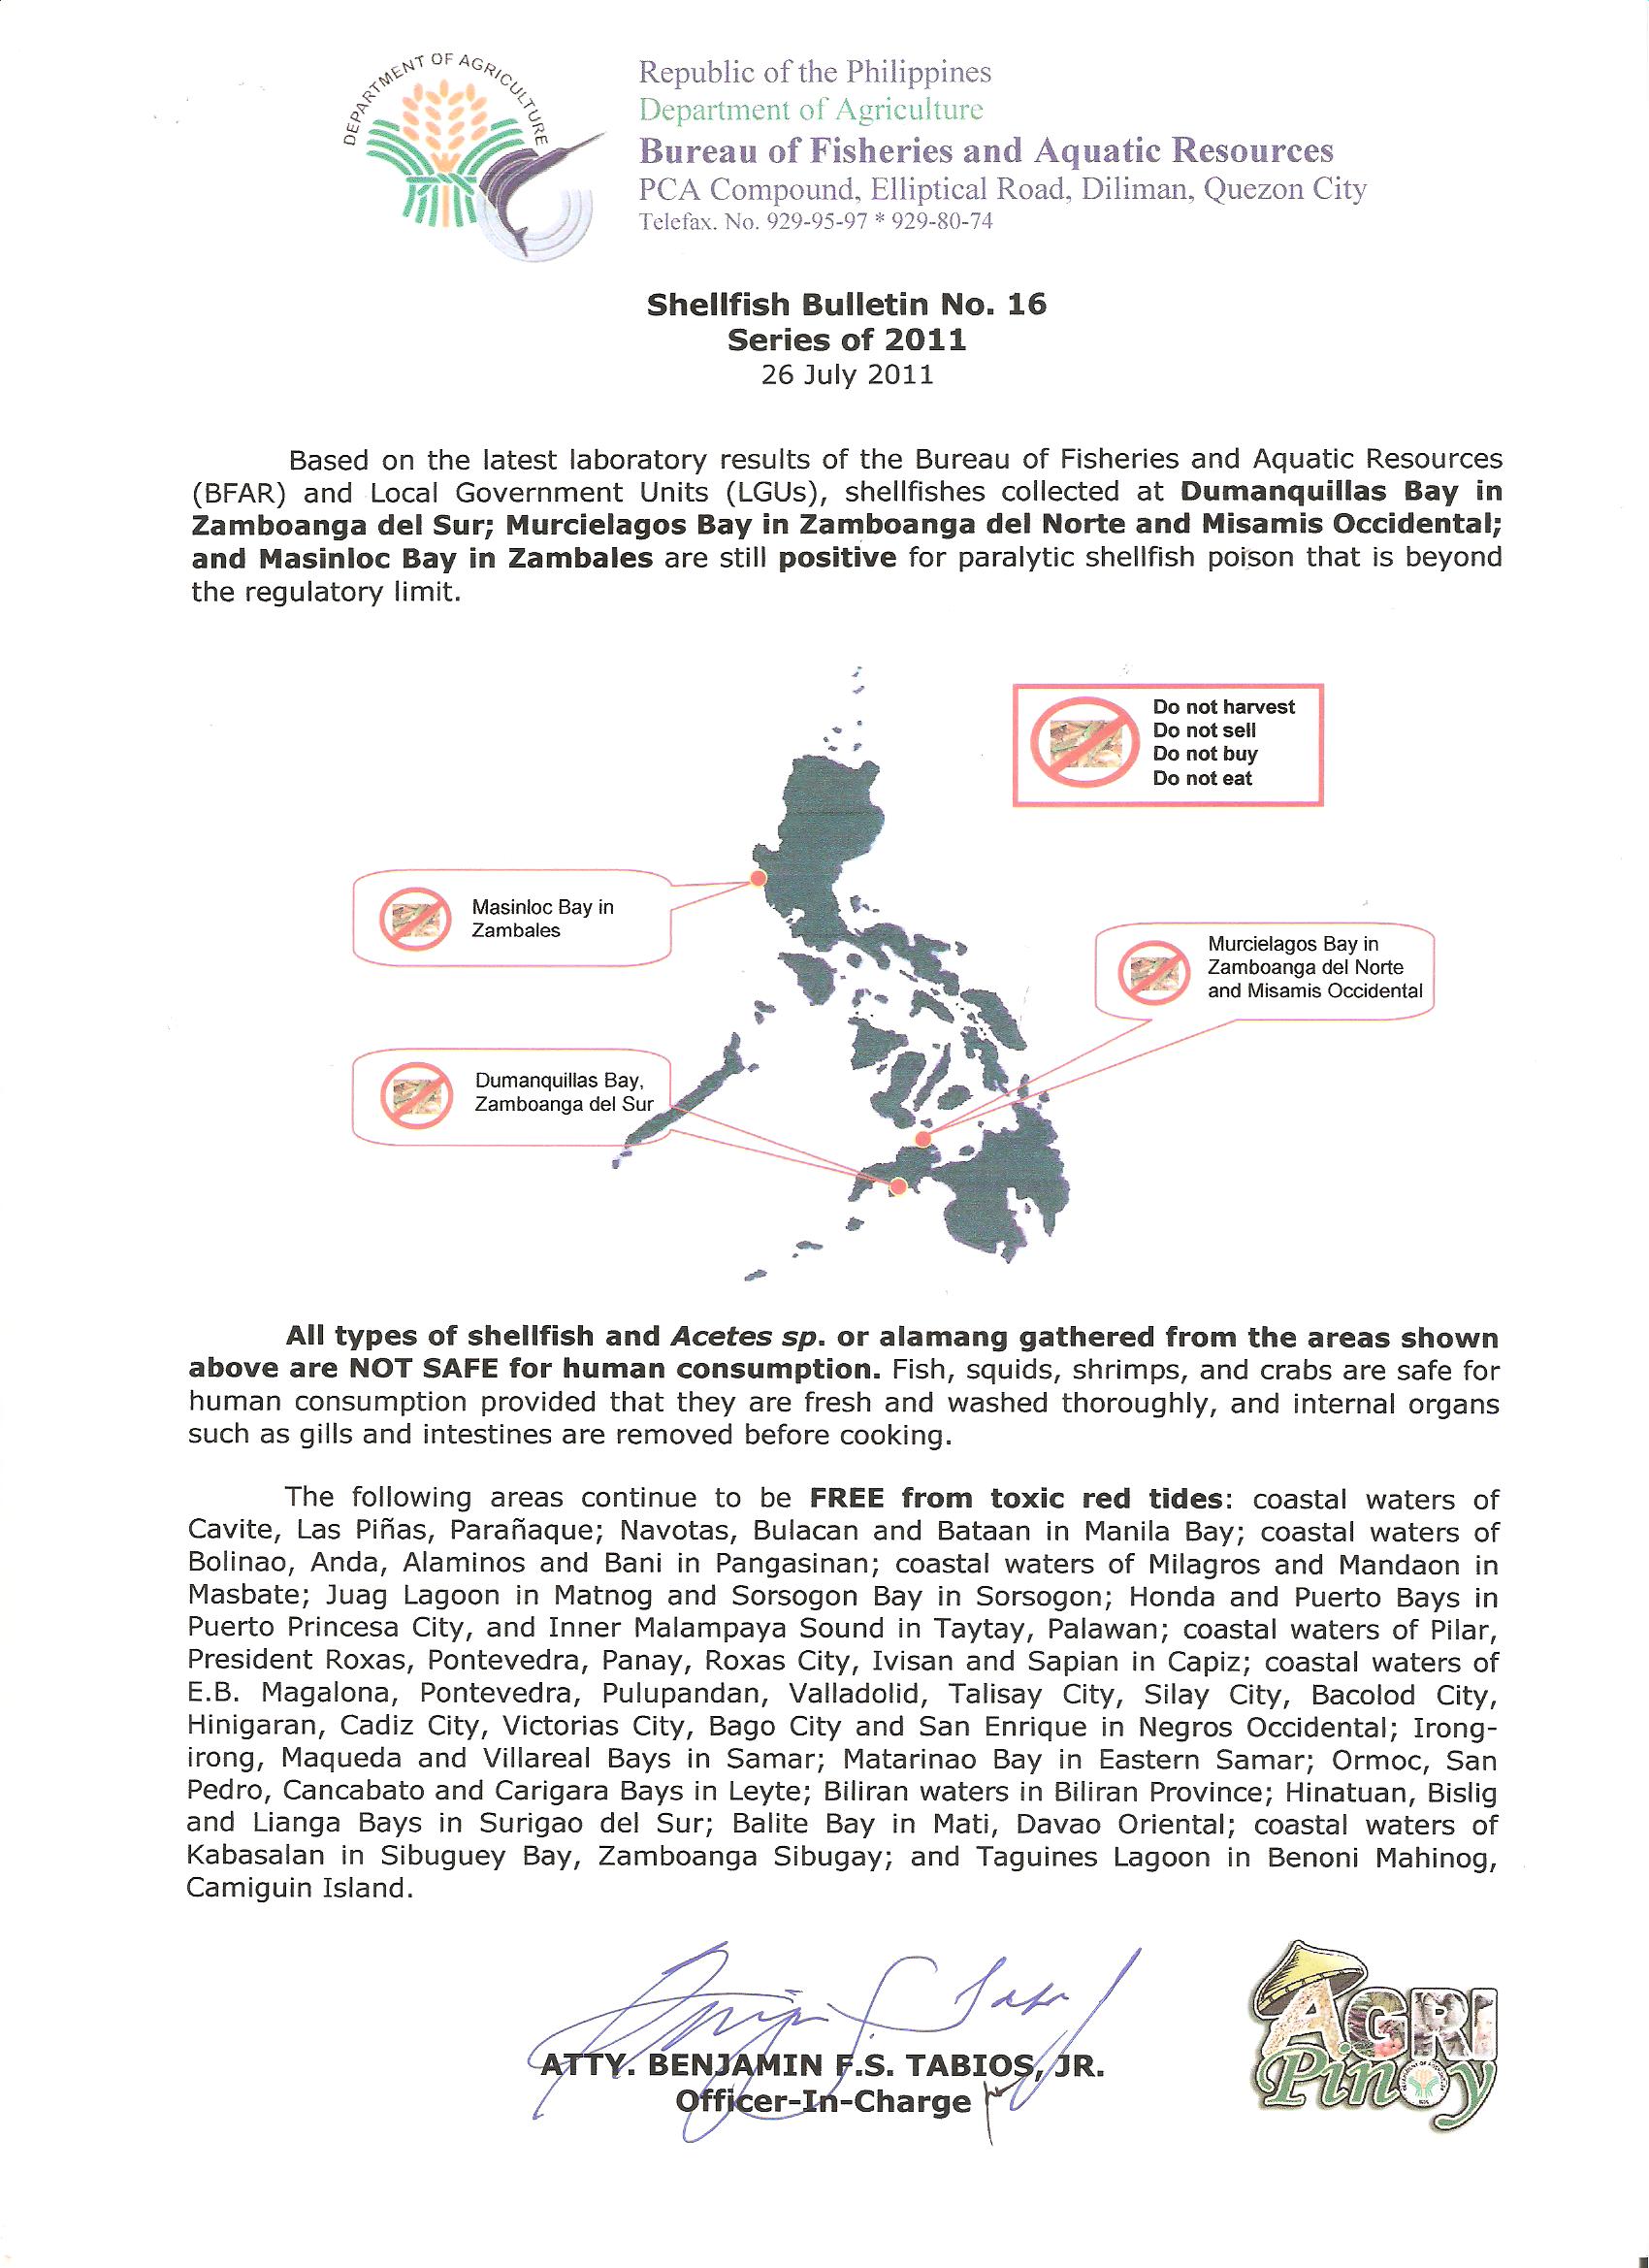 DEPARTMENT OF AGRICULTURE
Republic of the Philippines
Department of Agriculture
Bureau of Fisheries and Aquatic Resources
PCA Compound, Elliptical Road, Diliman, Quezon City
Telefax. No. 929-95-97 * 929-80-74
Shellfish Bulletin No. 16
Series of 2011
26 July 2011
Based on the latest laboratory results of the Bureau of Fisheries and Aquatic Resources
(BFAR) and Local Government Units (LGUs), shellfishes collected at Dumanquillas Bay in
Zamboanga del Sur; Murcielagos Bay in Zamboanga del Norte and Misamis Occidental;
and Masinloc Bay in Zambales are still positive for paralytic shellfish poison that is beyond
the regulatory limit.
Do not harvest
Do not sell
Do not buy
Do not eat
Masinloc Bay in
Zambales
Murcielagos Bay in
Zamboanga del Norte
and Misamis Occidental
Dumanquillas Bay,
Zamboanga del Sur
All types of shellfish and Acetes sp. or alamang gathered from the areas shown
above are NOT SAFE for human consumption. Fish, squids, shrimps, and crabs are safe for
human consumption provided that they are fresh and washed thoroughly, and internal organs
such as gills and intestines are removed before cooking.
The following areas continue to be FREE from toxic red tides: coastal waters of
Cavite, Las Piñas, Parañaque; Navotas, Bulacan and Bataan in Manila Bay; coastal waters of
Bolinao, Anda, Alaminos and Bani in Pangasinan; coastal waters of Milagros and Mandaon in
Masbate; Juag Lagoon in Matnog and Sorsogon Bay in Sorsogon; Honda and Puerto Bays in
Puerto Princesa City, and Inner Malampaya Sound in Taytay, Palawan; coastal waters of Pilar,
President Roxas, Pontevedra, Panay, Roxas City, Ivisan and Sapian in Capiz; coastal waters of
E.B. Magalona, Pontevedra, Pulupandan, Valladolid, Talisay City, Silay City, Bacolod City,
Hinigaran, Cadiz City, Victorias City, Bago City and San Enrique in Negros Occidental; Irong-
irong, Maqueda and Villareal Bays in Samar; Matarinao Bay in Eastern Samar; Ormoc, San
Pedro, Cancabato and Carigara Bays in Leyte; Biliran waters in Biliran Province; Hinatuan, Bislig
and Lianga Bays in Surigao del Sur; Balite Bay in Mati, Davao Oriental; coastal waters of
Kabasalan in Sibuguey Bay, Zamboanga Sibugay; and Taguines Lagoon in Benoni Mahinog,
Camiguin Island.
ATTY. BENJAMIN F.S. TABIOS, JR.
Officer-In-Charge
AGRI
Pinoy